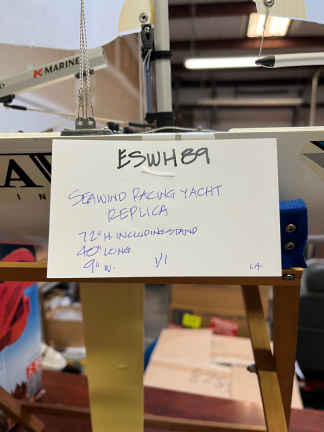 K MARINE
ESWH89
SEAWIND RACING YACHT
REPLICA
72" H INCLUDING STAND
40" LONG
9" W.
1/1
LA